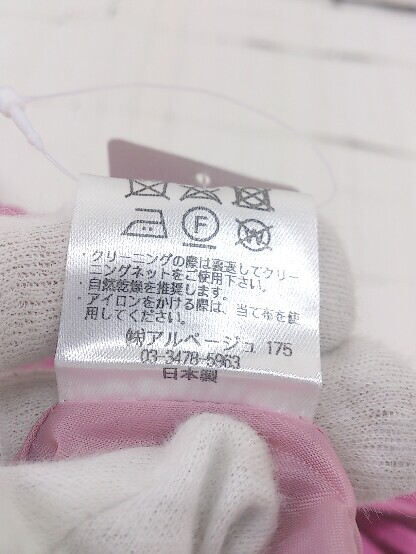 F
W
・クリーニングの際は裏返してクリー
ニングネットをご使用下さい。
・自然乾燥を推奨します。
・アイロンをかける際は、当て布を使
用してください。
㈱アルページュ 175
03-3478-5963
日本製